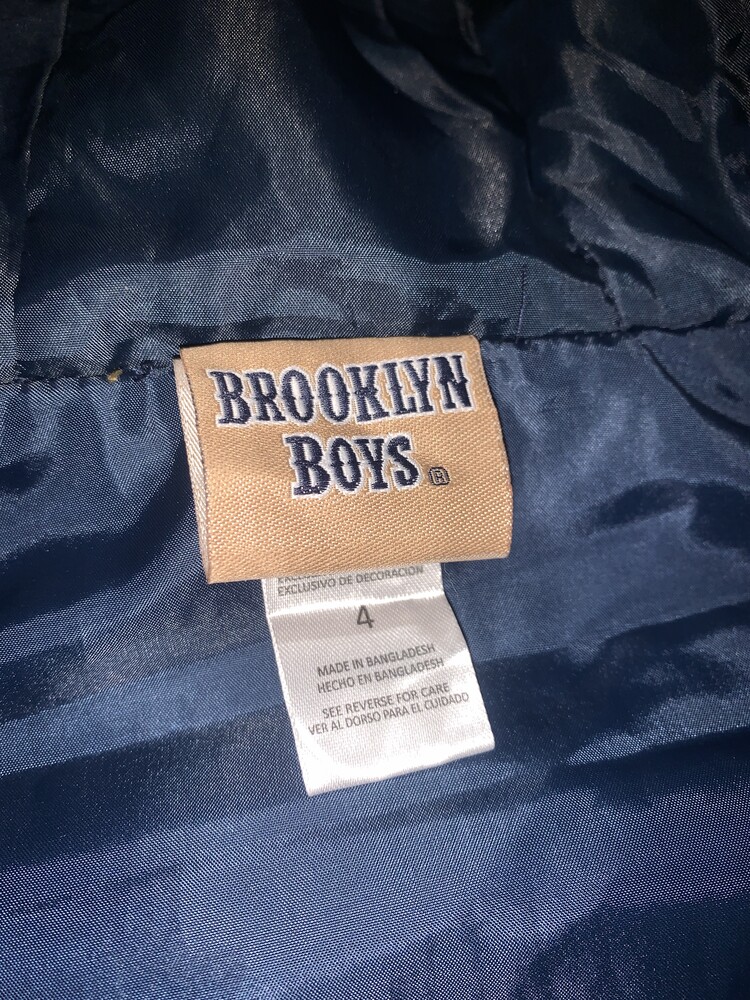 BROOKLYN
BOYS ®
EXCLUSIVO DE DECORACIÓN
4
MADE IN BANGLADESH
HECHO EN BANGLADESH
SEE REVERSE FOR CARE
VER AL DORSO PARA EL CUIDADO